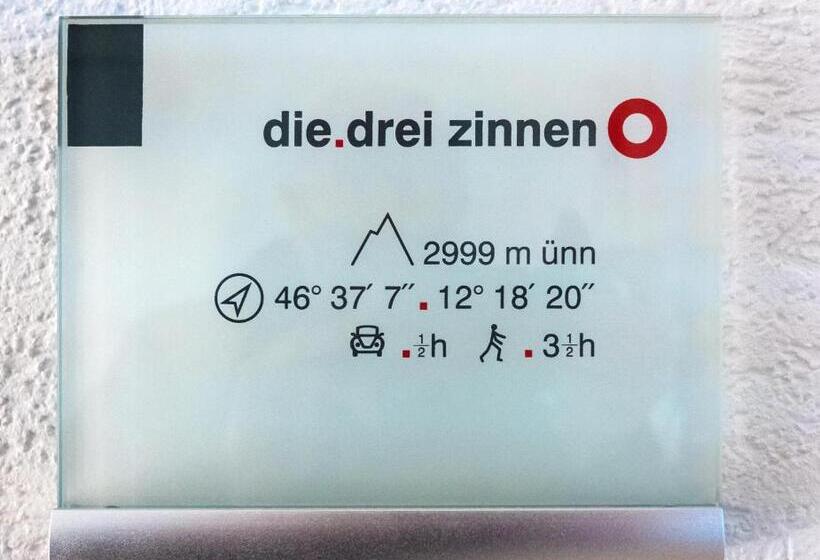 die.drei zinnen
2999 m ünn
46° 37′ 7″. 12° 18′ 20″
.½h .3½h